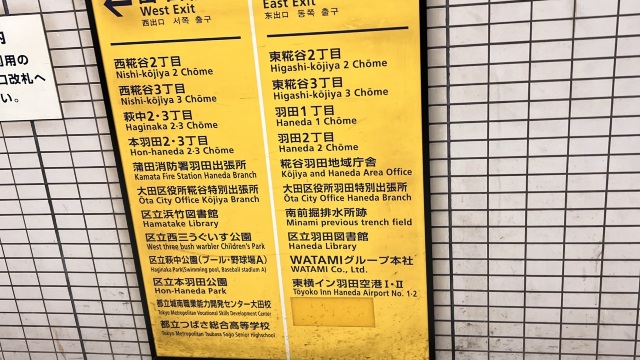 内
口改札へ
い。
West Exit
西出口 서쪽 출구
西糀谷2丁目
Nishi-kōjiya 2 Chōme
西糀谷3丁目
Nishi-kōjiya 3 Chōme
萩中2・3丁目
Haginaka 2·3 Chōme
本羽田2・3丁目
Hon-haneda 2·3 Chōme
蒲田消防署羽田出張所
Kamata Fire Station Haneda Branch
大田区役所糀谷特別出張所
Ōta City Office Kōjiya Branch
区立浜竹図書館
Hamatake Library
区立西三うぐいす公園
West three bush warbler Children's Park
区立萩中公園(プール・野球場A)
Haginaka Park(Swimming pool, Baseball stadium A)
区立本羽田公園
Hon-Haneda Park
都立城南職業能力開発センター大田校
Tokyo Metropolitan Vocational Skills Development Center
都立つばさ総合高等学校
Tokyo Metropolitan Tsubasa Sogo Senior Highschool
East Exit
东出口 동쪽 출구
東糀谷2丁目
Higashi-kōjiya 2 Chōme
東糀谷3丁目
Higashi-kōjiya 3 Chōme
羽田1丁目
Haneda 1 Chōme
羽田2丁目
Haneda 2 Chōme
糀谷羽田地域庁舎
Kōjiya and Haneda Area Office
大田区役所羽田特別出張所
Ōta City Office Haneda Branch
南前堀排水所跡
Minami previous trench field
区立羽田図書館
Haneda Library
WATAMIグループ本社
WATAMI Co., Ltd.
東横イン羽田空港Ⅰ・Ⅱ
Toyoko Inn Haneda Airport No. 1·2